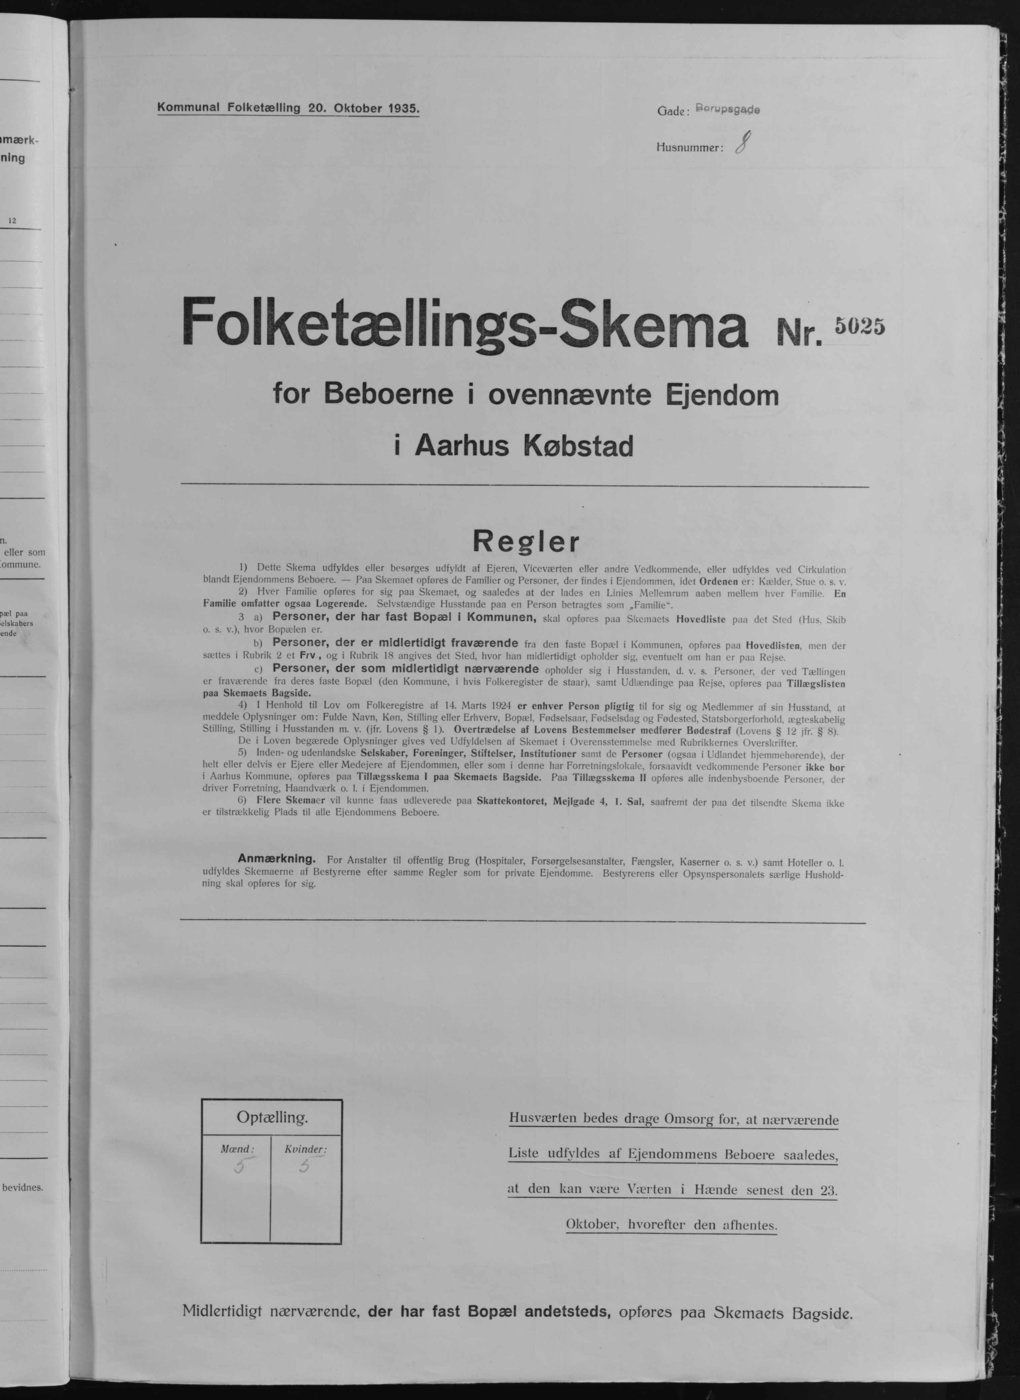 mærk-
ning
12
n.
eller som
Kommune.
pæl paa
elskabers
ende
bevidnes.
Kommunal Folketælling 20. Oktober 1935.
Gade: Borupsgade
Husnummer: 8
Folketællings-Skema Nr. 5025
for Beboerne i ovennævnte Ejendom
i Aarhus Købstad
Regler
1) Dette Skema udfyldes eller besørges udfyldt af Ejeren, Viceværten eller andre Vedkommende, eller udfyldes ved Cirkulation
blandt Ejendommens Beboere. — Paa Skemaet opføres de Familier og Personer, der findes i Ejendommen, idet Ordenen er: Kælder, Stue o. s. v.
2) Hver Familie opføres for sig paa Skemaet, og saaledes at der lades en Linies Mellemrum aaben mellem hver Familie. En
Familie omfatter ogsaa Logerende. Selvstændige Husstande paa en Person betragtes som „Familie".
3 a) Personer, der har fast Bopæl i Kommunen, skal opføres paa Skemaets Hovedliste paa det Sted (Hus, Skib
o. s. v.), hvor Bopælen er.
b) Personer, der er midlertidigt fraværende fra den faste Bopæl i Kommunen, opføres paa Hovedlisten, men der
sættes i Rubrik 2 et Frv., og i Rubrik 18 angives det Sted, hvor han midlertidigt opholder sig, eventuelt om han er paa Rejse.
c) Personer, der som midlertidigt nærværende opholder sig i Husstanden, d. v. s. Personer, der ved Tællingen
er fraværende fra deres faste Bopæl (den Kommune, i hvis Folkeregister de staar), samt Udlændinge paa Rejse, opføres paa Tillægslisten
paa Skemaets Bagside.
4) I Henhold til Lov om Folkeregistre af 14. Marts 1924 er enhver Person pligtig til for sig og Medlemmer af sin Husstand, at
meddele Oplysninger om: Fulde Navn, Køn, Stilling eller Erhverv, Bopæl, Fødselsaar, Fødselsdag og Fødested, Statsborgerforhold, ægteskabelig
Stilling, Stilling i Husstanden m. v. (jfr. Lovens § 1). Overtrædelse af Lovens Bestemmelser medfører Bødestraf (Lovens § 12 jfr. § 8).
De i Loven begærede Oplysninger gives ved Udfyldelsen af Skemaet i Overensstemmelse med Rubrikkernes Overskrifter.
5) Inden- og udenlandske Selskaber, Foreninger, Stiftelser, Institutioner samt de Personer (ogsaa i Udlandet hjemmehørende), der
helt eller delvis er Ejere eller Medejere af Ejendommen, eller som i denne har Forretningslokale, forsaavidt vedkommende Personer ikke bor
i Aarhus Kommune, opføres paa Tillægsskema I paa Skemaets Bagside. Paa Tillægsskema II opføres alle indenbysboende Personer, der
driver Forretning, Haandværk o. l. i Ejendommen.
6) Flere Skemaer vil kunne faas udleverede paa Skattekontoret, Mejlgade 4, 1. Sal, saafremt der paa det tilsendte Skema ikke
er tilstrækkelig Plads til alle Ejendommens Beboere.
Anmærkning. For Anstalter til offentlig Brug (Hospitaler, Forsørgelsesanstalter, Fængsler, Kaserner o. s. v.) samt Hoteller o. l.
udfyldes Skemaerne af Bestyrerne efter samme Regler som for private Ejendomme. Bestyrerens eller Opsynspersonalets særlige Hushold-
ning skal opføres for sig.
Optælling.
Mænd: Kvinder:
5 5
Husværten bedes drage Omsorg for, at nærværende
Liste udfyldes af Ejendommens Beboere saaledes,
at den kan være Værten i Hænde senest den 23.
Oktober, hvorefter den afhentes.
Midlertidigt nærværende, der har fast Bopæl andetsteds, opføres paa Skemaets Bagside.